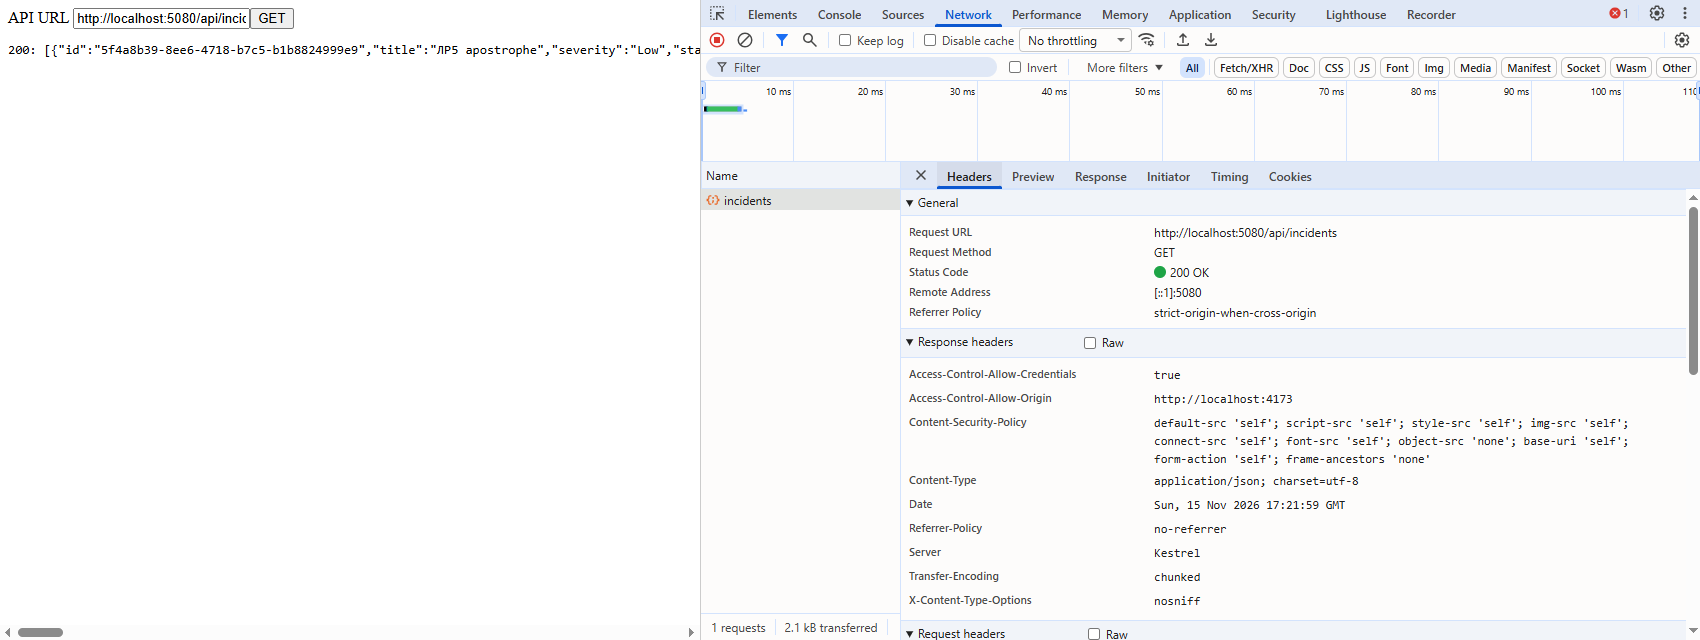 API URL http://localhost:5080/api/incic GET
200: [{"id":"5f4a8b39-8ee6-4718-b7c5-b1b8824999e9","title":"ЛР5 apostrophe","severity":"Low","sta
Elements Console Sources Network Performance Memory Application Security Lighthouse Recorder 1
Keep log Disable cache No throttling
Filter Invert More filters All Fetch/XHR Doc CSS JS Font Img Media Manifest Socket Wasm Other
10 ms 20 ms 30 ms 40 ms 50 ms 60 ms 70 ms 80 ms 90 ms 100 ms 110
Name
incidents
Headers Preview Response Initiator Timing Cookies
General
Request URL http://localhost:5080/api/incidents
Request Method GET
Status Code 200 OK
Remote Address [::1]:5080
Referrer Policy strict-origin-when-cross-origin
Response headers Raw
Access-Control-Allow-Credentials true
Access-Control-Allow-Origin http://localhost:4173
Content-Security-Policy default-src 'self'; script-src 'self'; style-src 'self'; img-src 'self';
connect-src 'self'; font-src 'self'; object-src 'none'; base-uri 'self';
form-action 'self'; frame-ancestors 'none'
Content-Type application/json; charset=utf-8
Date Sun, 15 Nov 2026 17:21:59 GMT
Referrer-Policy no-referrer
Server Kestrel
Transfer-Encoding chunked
X-Content-Type-Options nosniff
Request headers Raw
1 requests 2.1 kB transferred